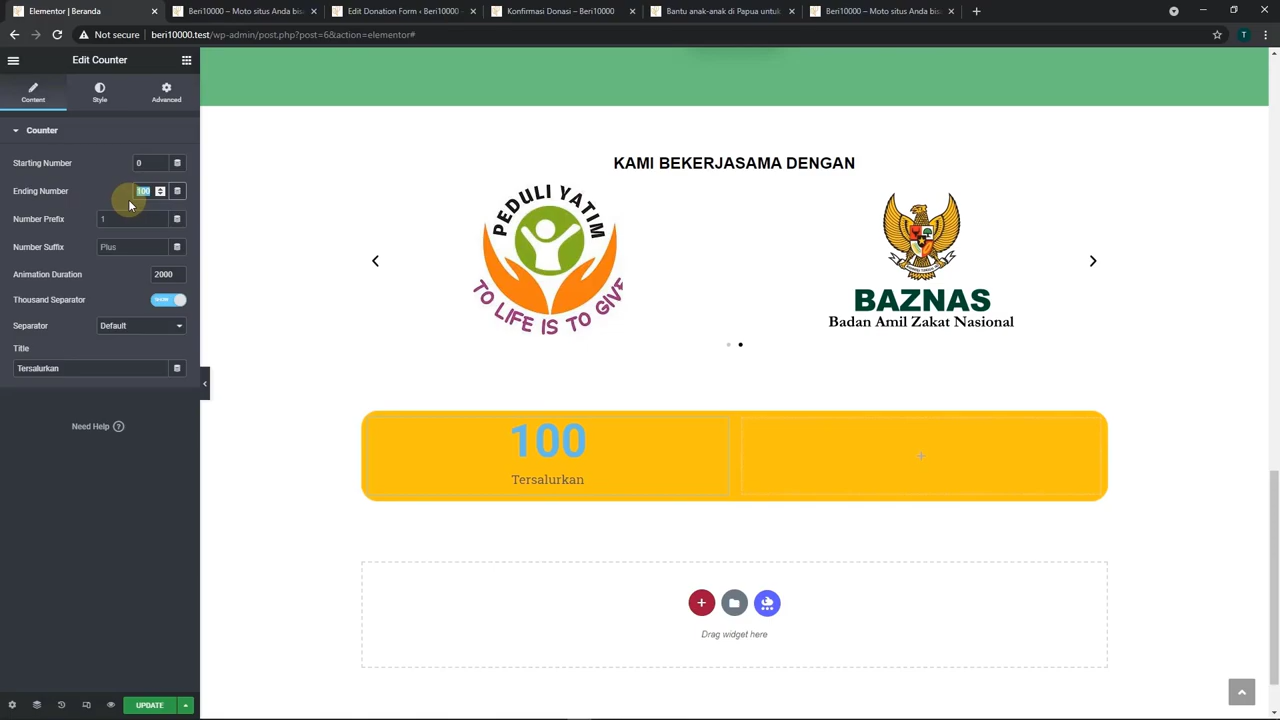 Elementor | Beranda
Beri10000 – Moto situs Anda bisa
Edit Donation Form ‹ Beri10000 –
Konfirmasi Donasi – Beri10000
Bantu anak-anak di Papua untuk
Beri10000 – Moto situs Anda bisa
Not secure
beri10000.test/wp-admin/post.php?post=6&action=elementor#
T
Edit Counter
Content
Style
Advanced
Counter
Starting Number
0
Ending Number
100
Number Prefix
1
Number Suffix
Plus
Animation Duration
2000
Thousand Separator
SHOW
Separator
Default
Title
Tersalurkan
Need Help
UPDATE
KAMI BEKERJASAMA DENGAN
PEDULI YATIM
TO LIFE IS TO GIVE
BAZNAS
Badan Amil Zakat Nasional
100
Tersalurkan
Drag widget here